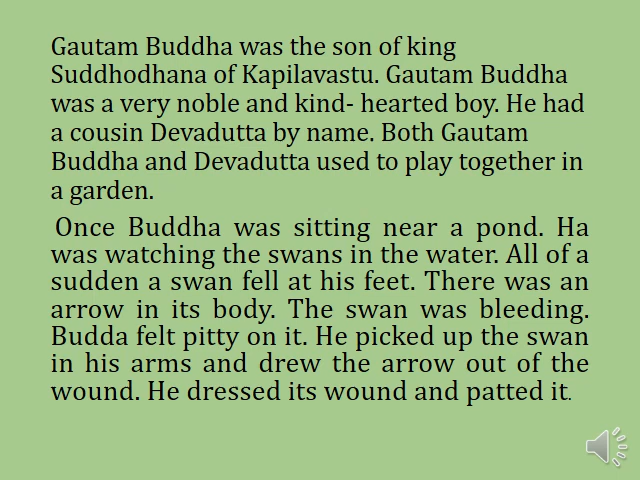 Gautam Buddha was the son of king
Suddhodhana of Kapilavastu. Gautam Buddha
was a very noble and kind- hearted boy. He had
a cousin Devadutta by name. Both Gautam
Buddha and Devadutta used to play together in
a garden.
Once Buddha was sitting near a pond. Ha
was watching the swans in the water. All of a
sudden a swan fell at his feet. There was an
arrow in its body. The swan was bleeding.
Budda felt pitty on it. He picked up the swan
in his arms and drew the arrow out of the
wound. He dressed its wound and patted it.